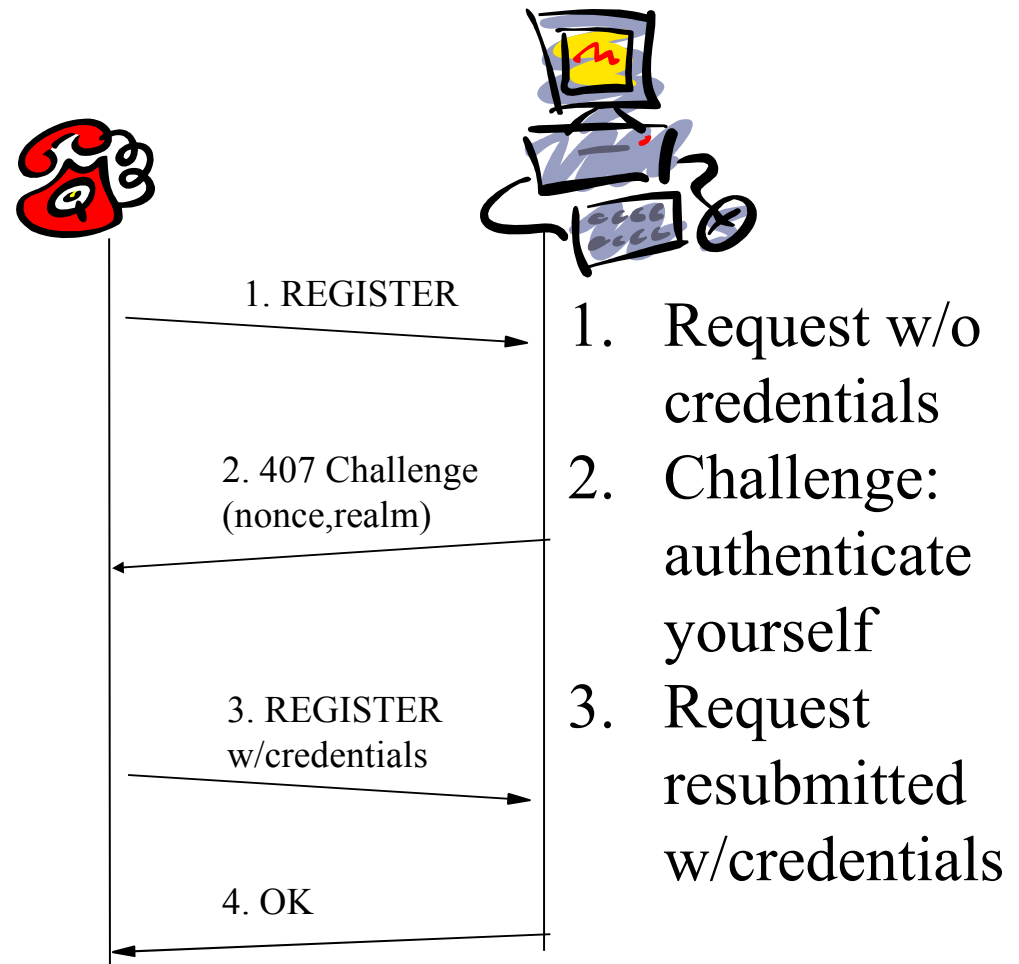 1. REGISTER
2. 407 Challenge
(nonce,realm)
3. REGISTER
w/credentials
4. OK
1. Request w/o
credentials
2. Challenge:
authenticate
yourself
3. Request
resubmitted
w/credentials